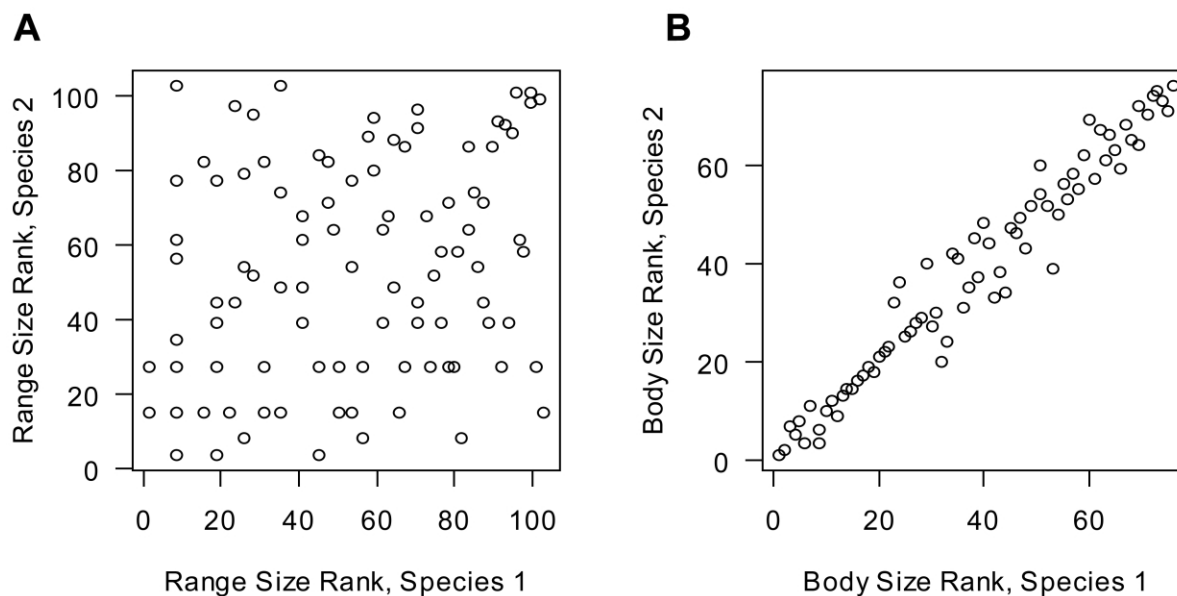 A
Range Size Rank, Species 2
100
80
60
40
20
0
0 20 40 60 80 100
Range Size Rank, Species 1
B
Body Size Rank, Species 2
60
40
20
0
0 20 40 60
Body Size Rank, Species 1